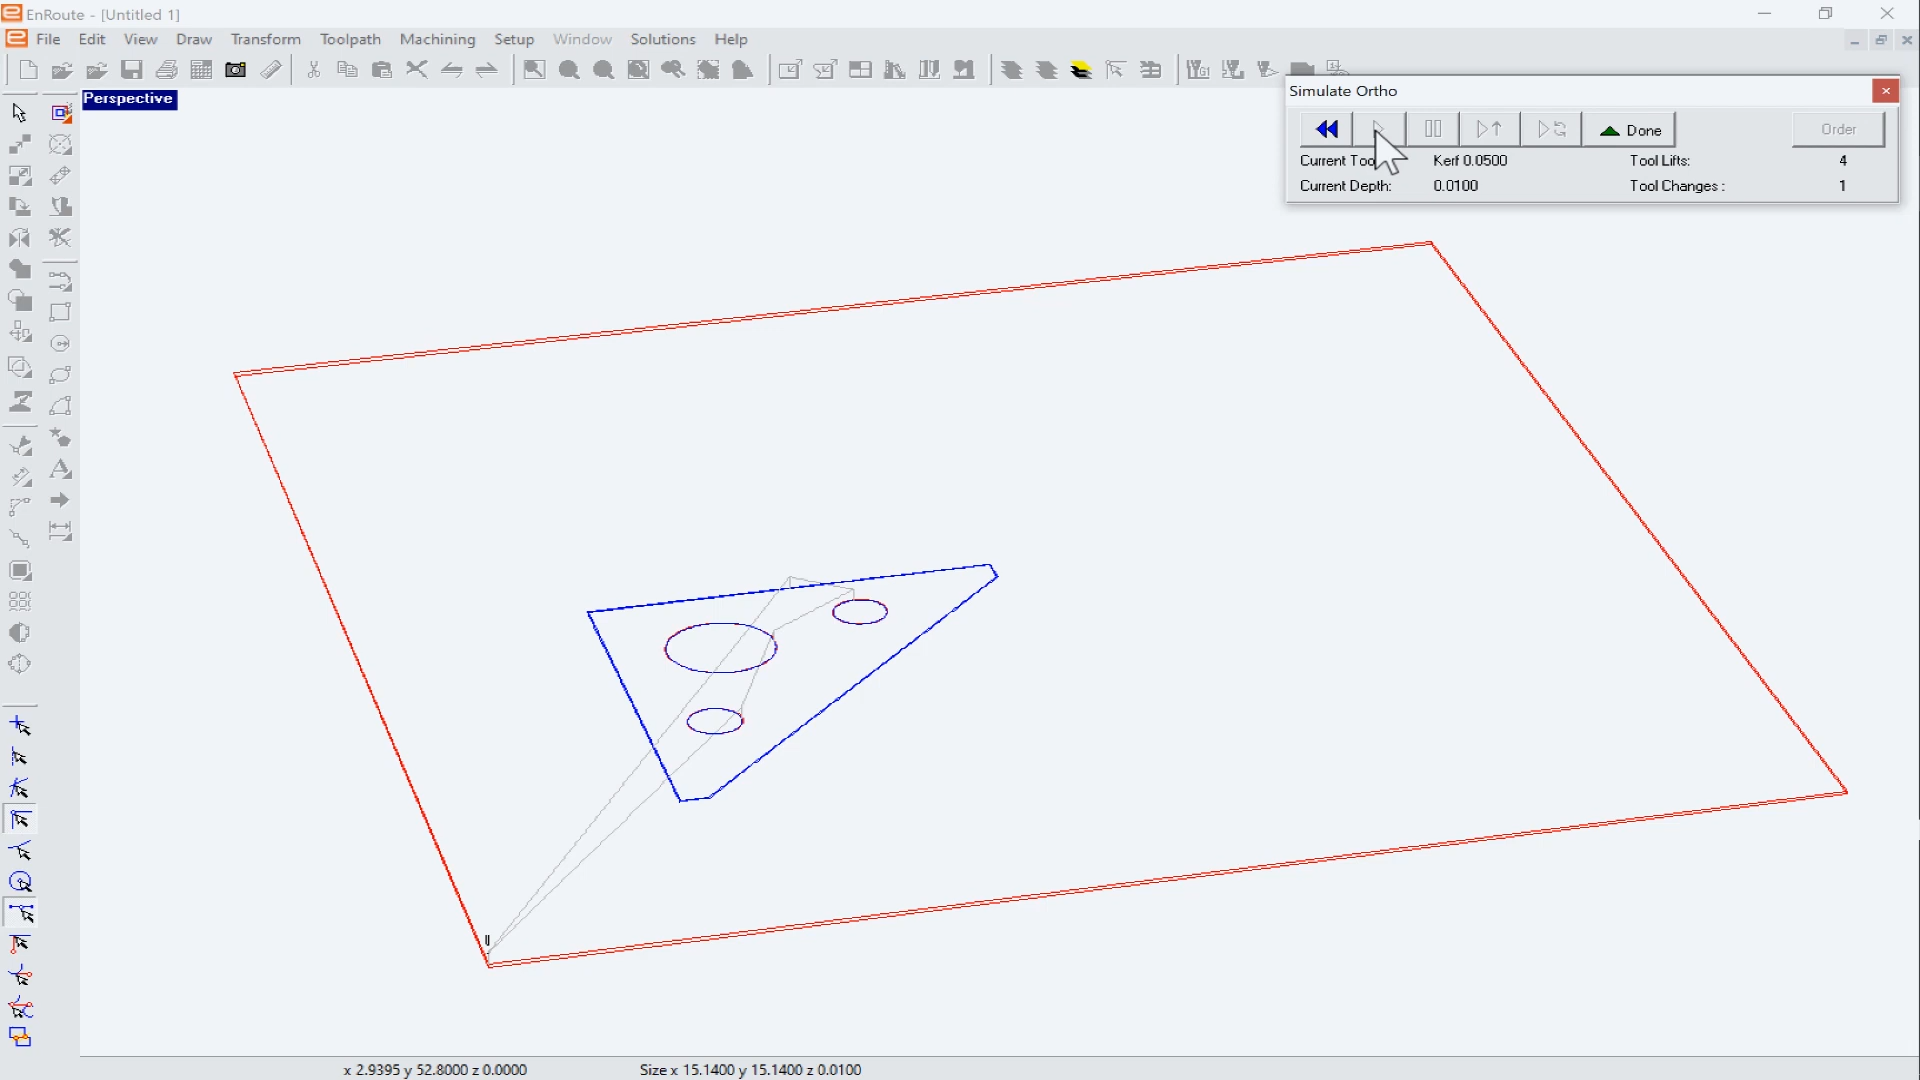 EnRoute - [Untitled 1]
File Edit View Draw Transform Toolpath Machining Setup Window Solutions Help
Perspective
Simulate Ortho
Done
Order
Current Too Kerf 0.0500 Tool Lifts: 4
Current Depth: 0.0100 Tool Changes : 1
x 2.9395 y 52.8000 z 0.0000 Size x 15.1400 y 15.1400 z 0.0100